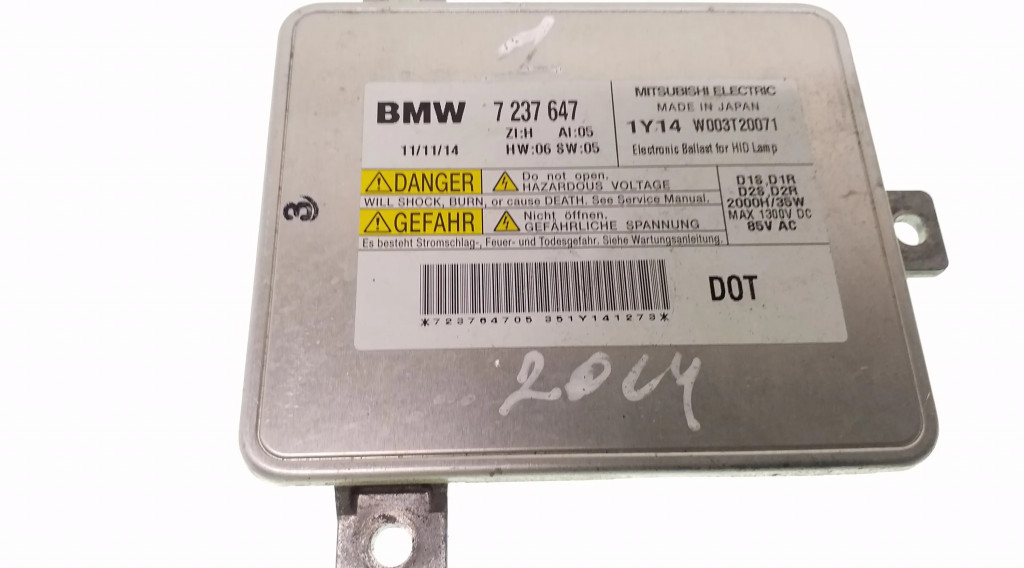 1
BMW 7 237 647
ZI:H AI:05
11/11/14 HW:06 SW:05
MITSUBISHI ELECTRIC
MADE IN JAPAN
1Y14 W003T20071
Electronic Ballast for HID Lamp
DANGER Do not open.
HAZARDOUS VOLTAGE
WILL SHOCK, BURN, or cause DEATH. See Service Manual.
GEFAHR Nicht öffnen.
GEFÄHRLICHE SPANNUNG
Es besteht Stromschlag-, Feuer- und Todesgefahr. Siehe Wartungsanleitung.
D1S,D1R
D2S,D2R
2000H/35W
MAX 1300V DC
85V AC
3
*723764705 351Y141273*
DOT
2014